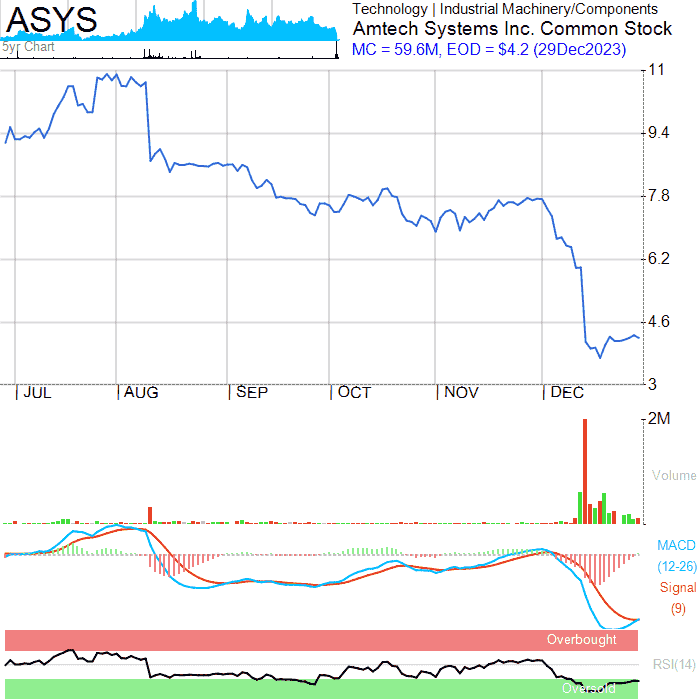 ASYS
5yr Chart
Technology | Industrial Machinery/Components
Amtech Systems Inc. Common Stock
MC = 59.6M, EOD = $4.2 (29Dec2023)
11
9.4
7.8
6.2
4.6
3
| JUL | AUG | SEP | OCT | NOV | DEC
2M
Volume
MACD
(12-26)
Signal
(9)
Overbought
RSI(14)
Oversold